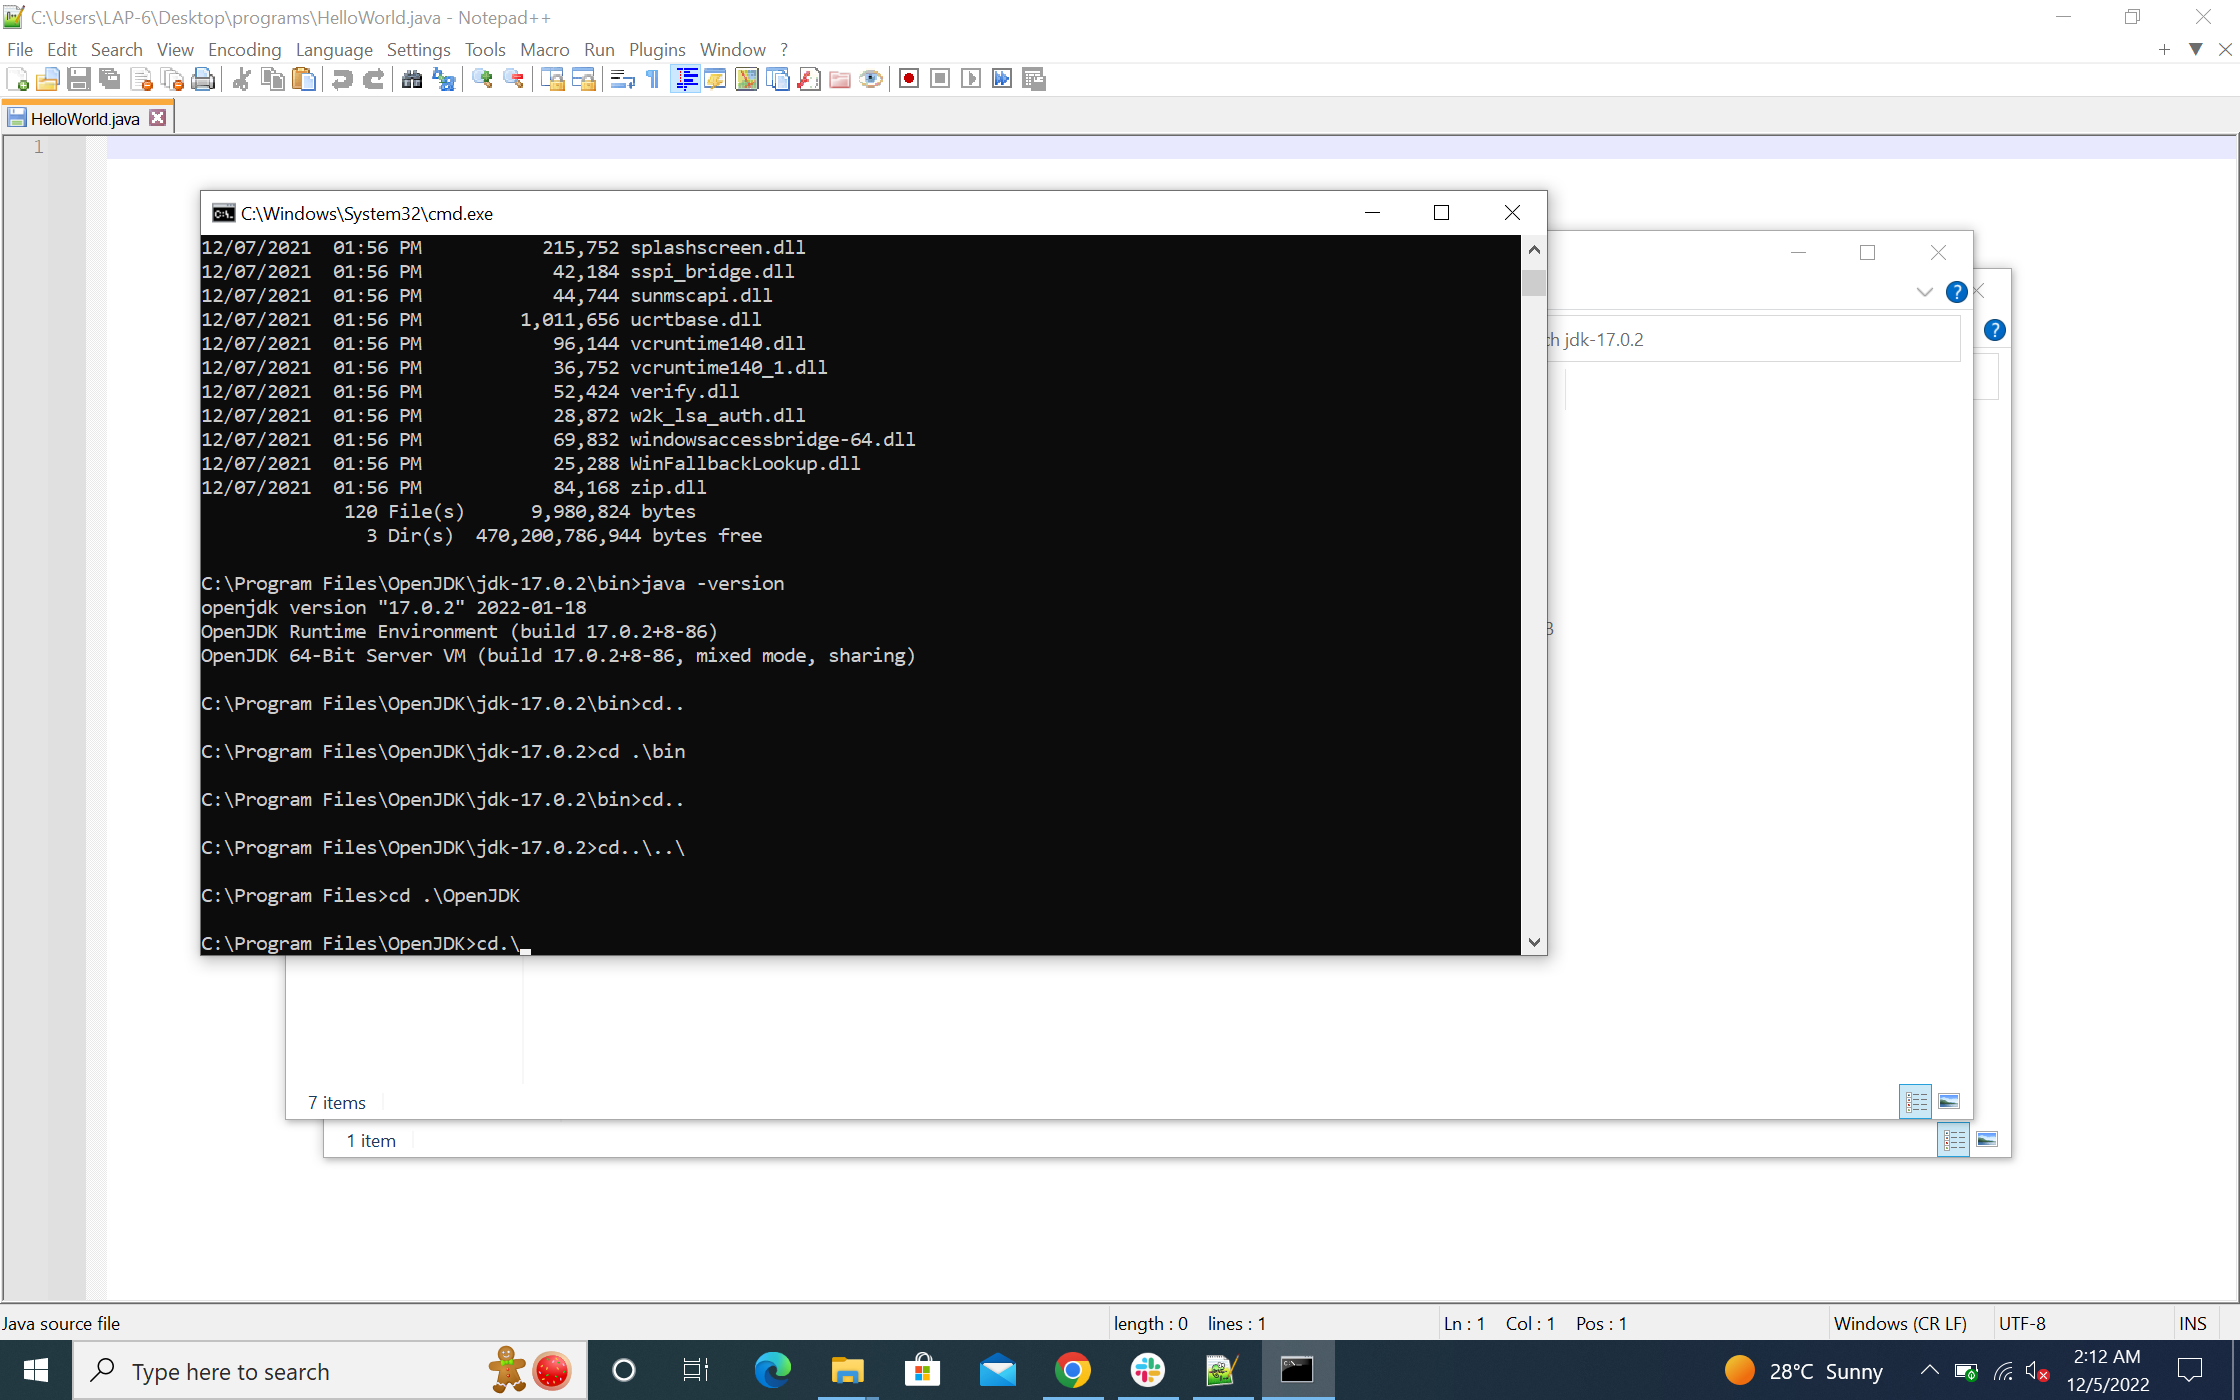 C:\Users\LAP-6\Desktop\programs\HelloWorld.java - Notepad++
File Edit Search View Encoding Language Settings Tools Macro Run Plugins Window ?
HelloWorld.java
1
C:\Windows\System32\cmd.exe
12/07/2021  01:56 PM           215,752 splashscreen.dll
12/07/2021  01:56 PM            42,184 sspi_bridge.dll
12/07/2021  01:56 PM            44,744 sunmscapi.dll
12/07/2021  01:56 PM         1,011,656 ucrtbase.dll
12/07/2021  01:56 PM            96,144 vcruntime140.dll
12/07/2021  01:56 PM            36,752 vcruntime140_1.dll
12/07/2021  01:56 PM            52,424 verify.dll
12/07/2021  01:56 PM            28,872 w2k_lsa_auth.dll
12/07/2021  01:56 PM            69,832 windowsaccessbridge-64.dll
12/07/2021  01:56 PM            25,288 WinFallbackLookup.dll
12/07/2021  01:56 PM            84,168 zip.dll
             120 File(s)      9,980,824 bytes
               3 Dir(s)  470,200,786,944 bytes free
C:\Program Files\OpenJDK\jdk-17.0.2\bin>java -version
openjdk version "17.0.2" 2022-01-18
OpenJDK Runtime Environment (build 17.0.2+8-86)
OpenJDK 64-Bit Server VM (build 17.0.2+8-86, mixed mode, sharing)
C:\Program Files\OpenJDK\jdk-17.0.2\bin>cd..
C:\Program Files\OpenJDK\jdk-17.0.2>cd .\bin
C:\Program Files\OpenJDK\jdk-17.0.2\bin>cd..
C:\Program Files\OpenJDK\jdk-17.0.2>cd..\..\
C:\Program Files>cd .\OpenJDK
C:\Program Files\OpenJDK>cd.\
jdk-17.0.2
7 items
1 item
Java source file length : 0 lines : 1 Ln : 1 Col : 1 Pos : 1 Windows (CR LF) UTF-8 INS
Type here to search
28°C Sunny
2:12 AM
12/5/2022